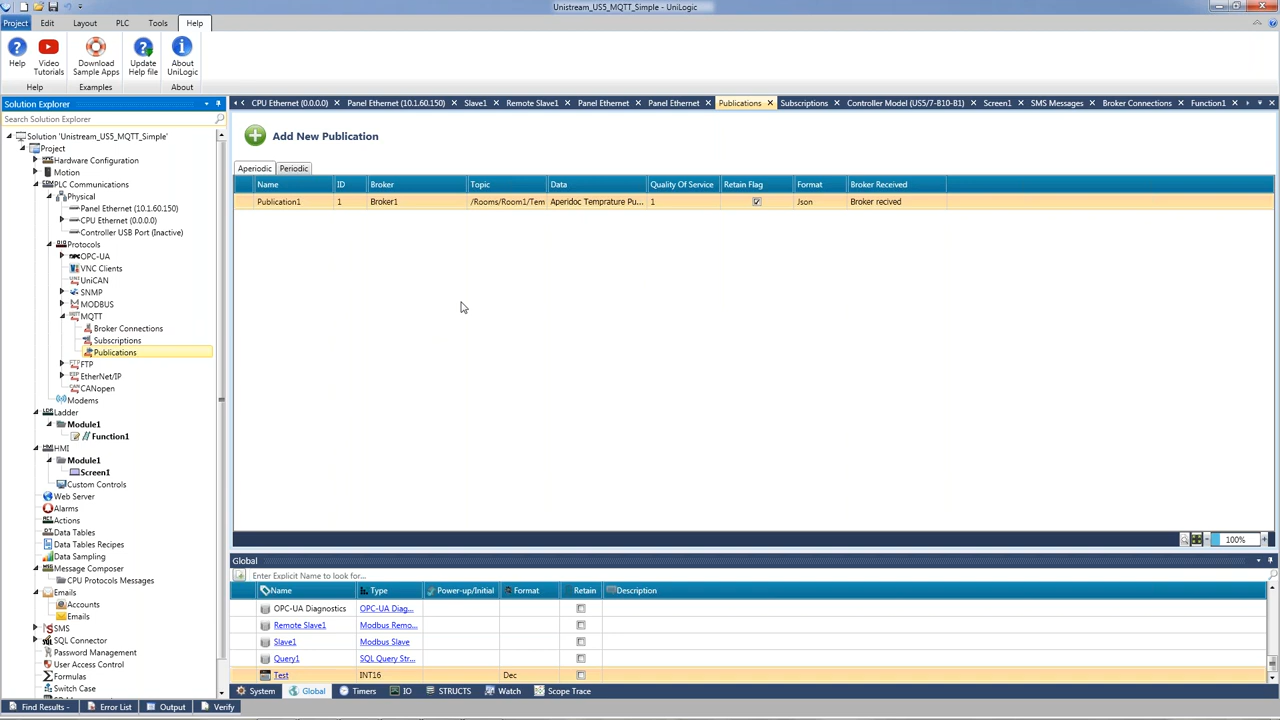 Unistream_US5_MQTT_Simple - UniLogic
Project Edit Layout PLC Tools Help
Help Video Tutorials Download Sample Apps Update Help file About UniLogic
Help Examples About
Solution Explorer
Search Solution Explorer
Solution 'Unistream_US5_MQTT_Simple'
Project
Hardware Configuration
Motion
PLC Communications
Physical
Panel Ethernet (10.1.60.150)
CPU Ethernet (0.0.0.0)
Controller USB Port (Inactive)
Protocols
OPC-UA
VNC Clients
UniCAN
SNMP
MODBUS
MQTT
Broker Connections
Subscriptions
Publications
FTP
EtherNet/IP
CANopen
Modems
Ladder
Module1
Function1
HMI
Module1
Screen1
Custom Controls
Web Server
Alarms
Actions
Data Tables
Data Tables Recipes
Data Sampling
Message Composer
CPU Protocols Messages
Emails
Accounts
Emails
SMS
SQL Connector
Password Management
User Access Control
Formulas
Switch Case
CPU Ethernet (0.0.0.0) Panel Ethernet (10.1.60.150) Slave1 Remote Slave1 Panel Ethernet Panel Ethernet Publications Subscriptions Controller Model (US5/7-B10-B1) Screen1 SMS Messages Broker Connections Function1
Add New Publication
Aperiodic Periodic
Name ID Broker Topic Data Quality Of Service Retain Flag Format Broker Received
Publication1 1 Broker1 /Rooms/Room1/Tem Aperidoc Temprature Pu... 1 Json Broker recived
100%
Global
Enter Explicit Name to look for...
Name Type Power-up/Initial Format Retain Description
OPC-UA Diagnostics OPC-UA Diag...
Remote Slave1 Modbus Remo...
Slave1 Modbus Slave
Query1 SQL Query Str...
Test INT16 Dec
System Global Timers IO STRUCTS Watch Scope Trace
Find Results - Error List Output Verify